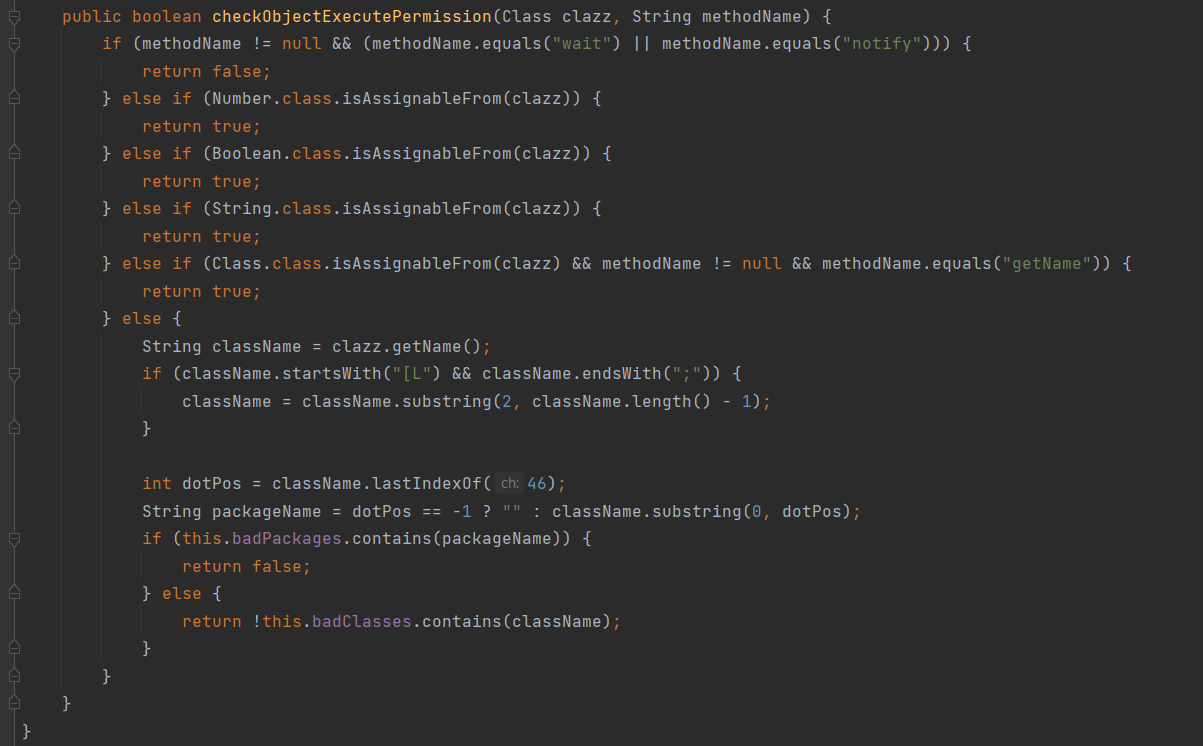 public boolean checkObjectExecutePermission(Class clazz, String methodName) {
    if (methodName != null && (methodName.equals("wait") || methodName.equals("notify"))) {
        return false;
    } else if (Number.class.isAssignableFrom(clazz)) {
        return true;
    } else if (Boolean.class.isAssignableFrom(clazz)) {
        return true;
    } else if (String.class.isAssignableFrom(clazz)) {
        return true;
    } else if (Class.class.isAssignableFrom(clazz) && methodName != null && methodName.equals("getName")) {
        return true;
    } else {
        String className = clazz.getName();
        if (className.startsWith("[L") && className.endsWith(";")) {
            className = className.substring(2, className.length() - 1);
        }

        int dotPos = className.lastIndexOf( ch: 46);
        String packageName = dotPos == -1 ? "" : className.substring(0, dotPos);
        if (this.badPackages.contains(packageName)) {
            return false;
        } else {
            return !this.badClasses.contains(className);
        }
    }
}
}